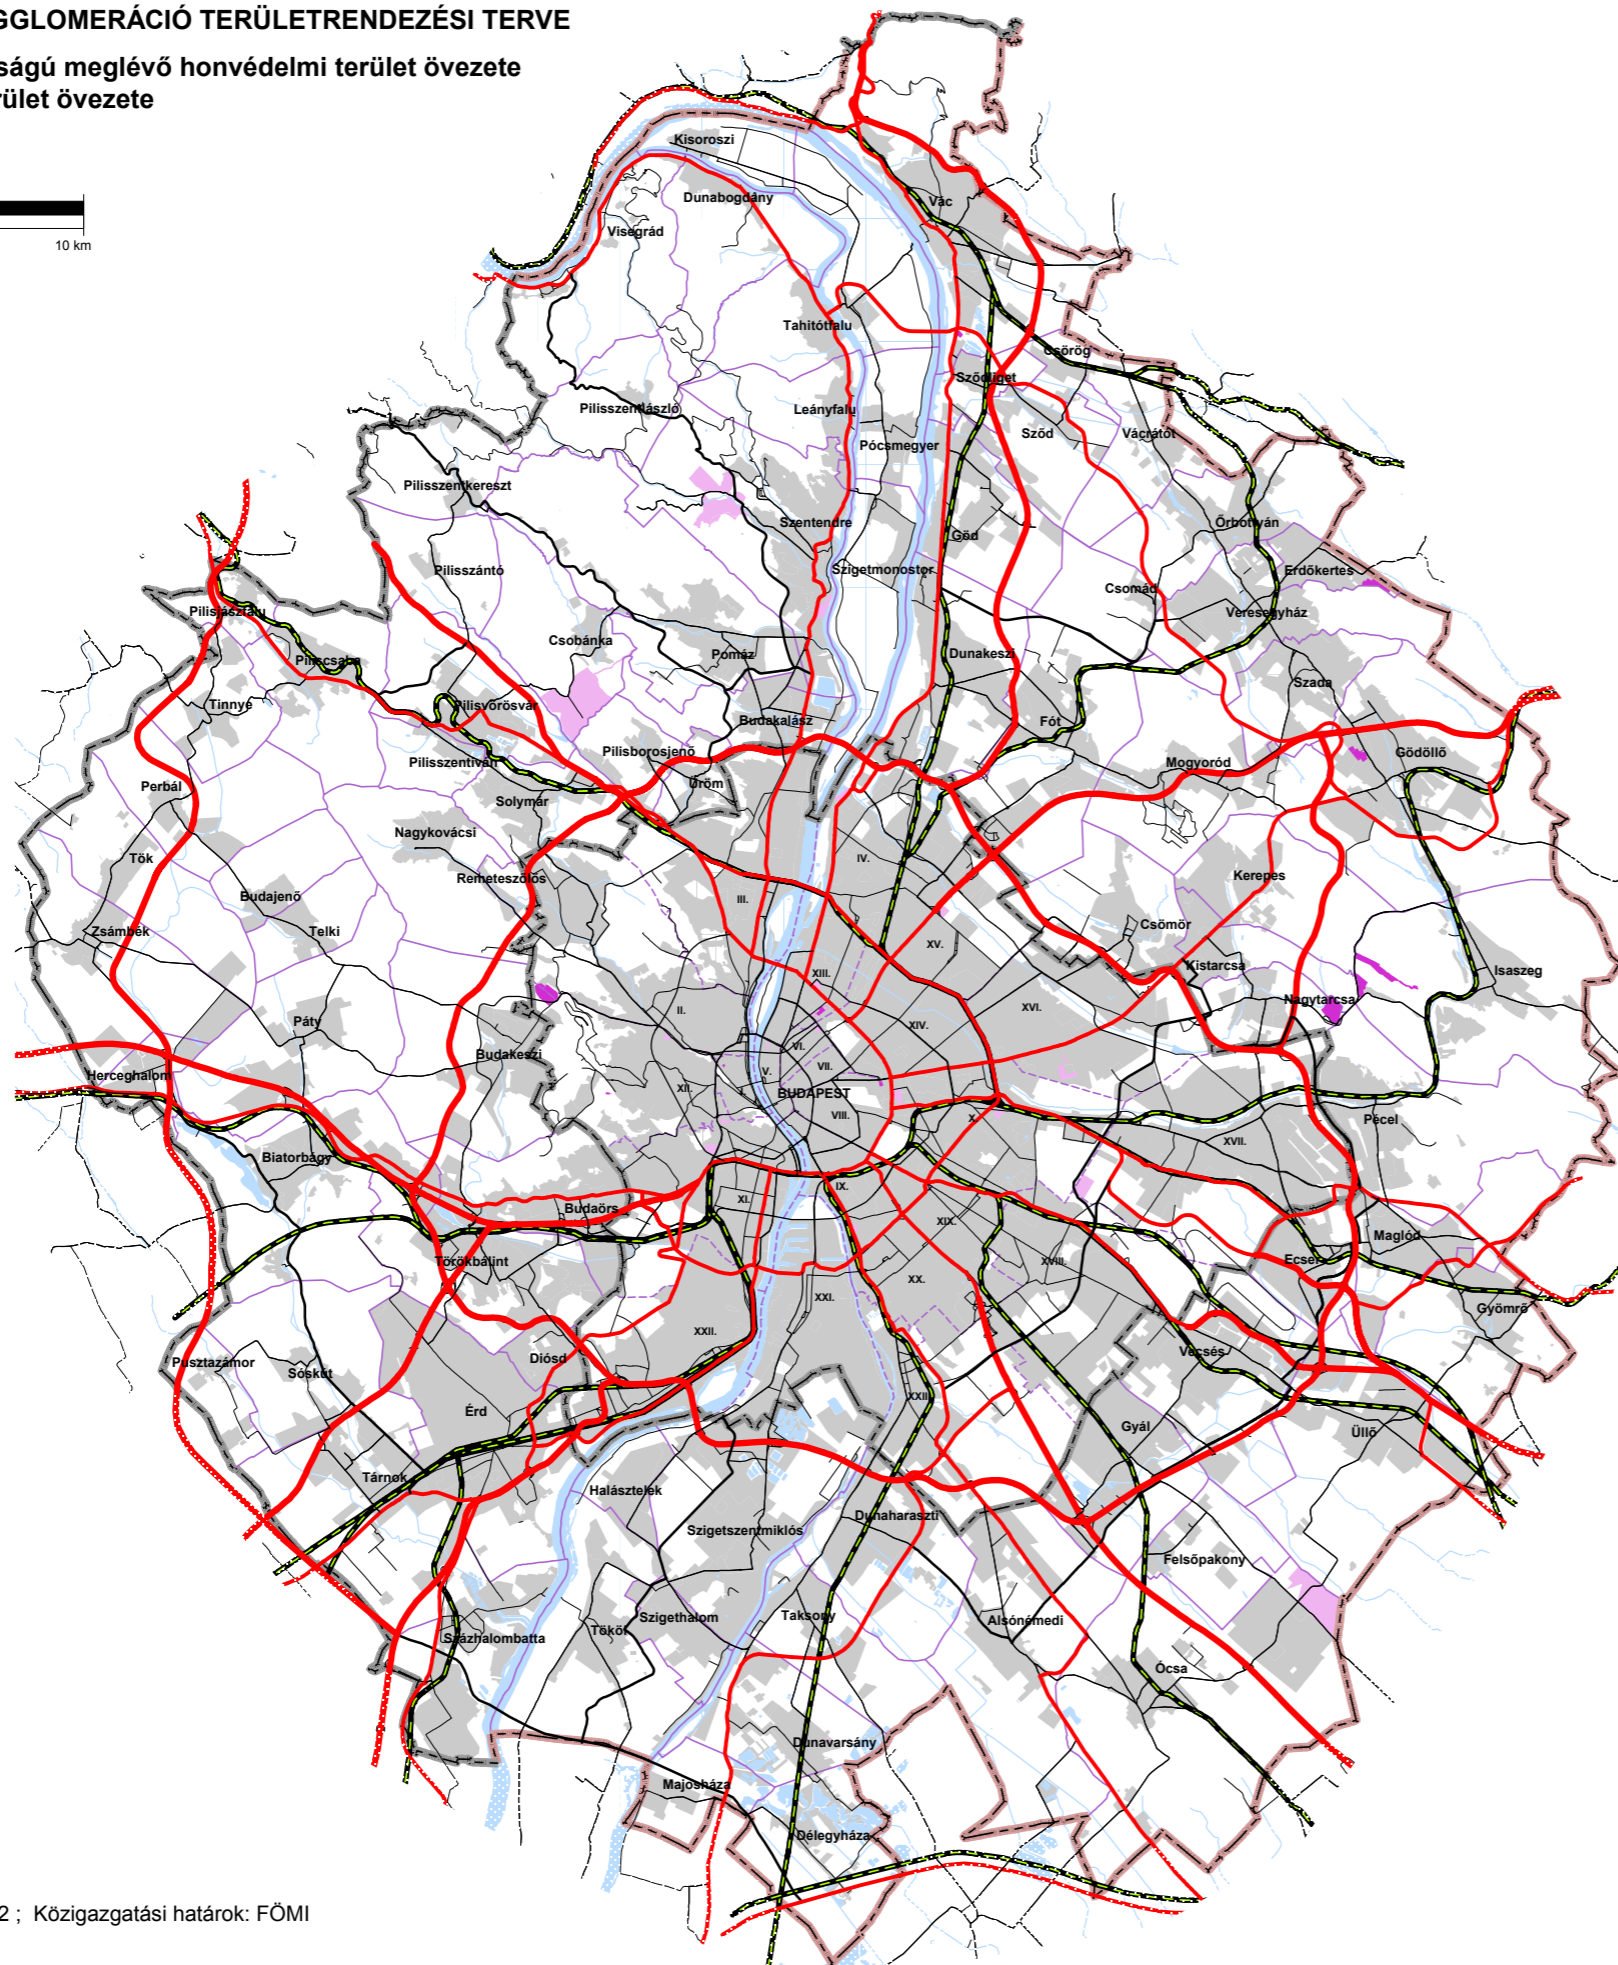 GGLOMERÁCIÓ TERÜLETRENDEZÉSI TERVE
ságú meglévő honvédelmi terület övezete
rület övezete
10 km
Kisoroszi
Dunabogdány
Vác
Visegrád
Tahitótfalu
Csörög
Sződliget
Pilisszentlászló
Leányfalu
Sződ
Vácrátót
Pócsmegyer
Pilisszentkereszt
Szentendre
Őrbottyán
Göd
Pilisszántó
Szigetmonostor
Erdőkertes
Csomád
Pilisjászfalu
Veresegyház
Csobánka
Pomáz
Dunakeszi
Piliscsaba
Szada
Tinnye
Pilisvörösvár
Budakalász
Fót
Pilisborosjenő
Gödöllő
Pilisszentiván
Mogyoród
Perbál
Üröm
Solymár
Nagykovácsi
Tök
IV.
Remeteszőlős
Kerepes
Budajenő
III.
Zsámbék
Telki
Csömör
XV.
Kistarcsa
XIII.
Isaszeg
Nagytarcsa
II.
XVI.
Páty
XIV.
VI.
Budakeszi
VII.
Herceghalom
V.
XII.
I.
BUDAPEST
VIII.
X.
Pécel
XVII.
Biatorbágy
IX.
XI.
Budaörs
XIX.
Maglód
Törökbálint
XVIII.
Ecser
XX.
XXI.
Gyömrő
XXII.
Vecsés
Diósd
Pusztazámor
Sóskút
XXII
Érd
Gyál
Üllő
Tárnok
Halásztelek
Dunaharaszti
Szigetszentmiklós
Felsőpakony
Szigethalom
Taksony
Alsónémedi
Tököl
Százhalombatta
Ócsa
Dunavarsány
Majosháza
Délegyháza
2 ;  Közigazgatási határok: FÖMI